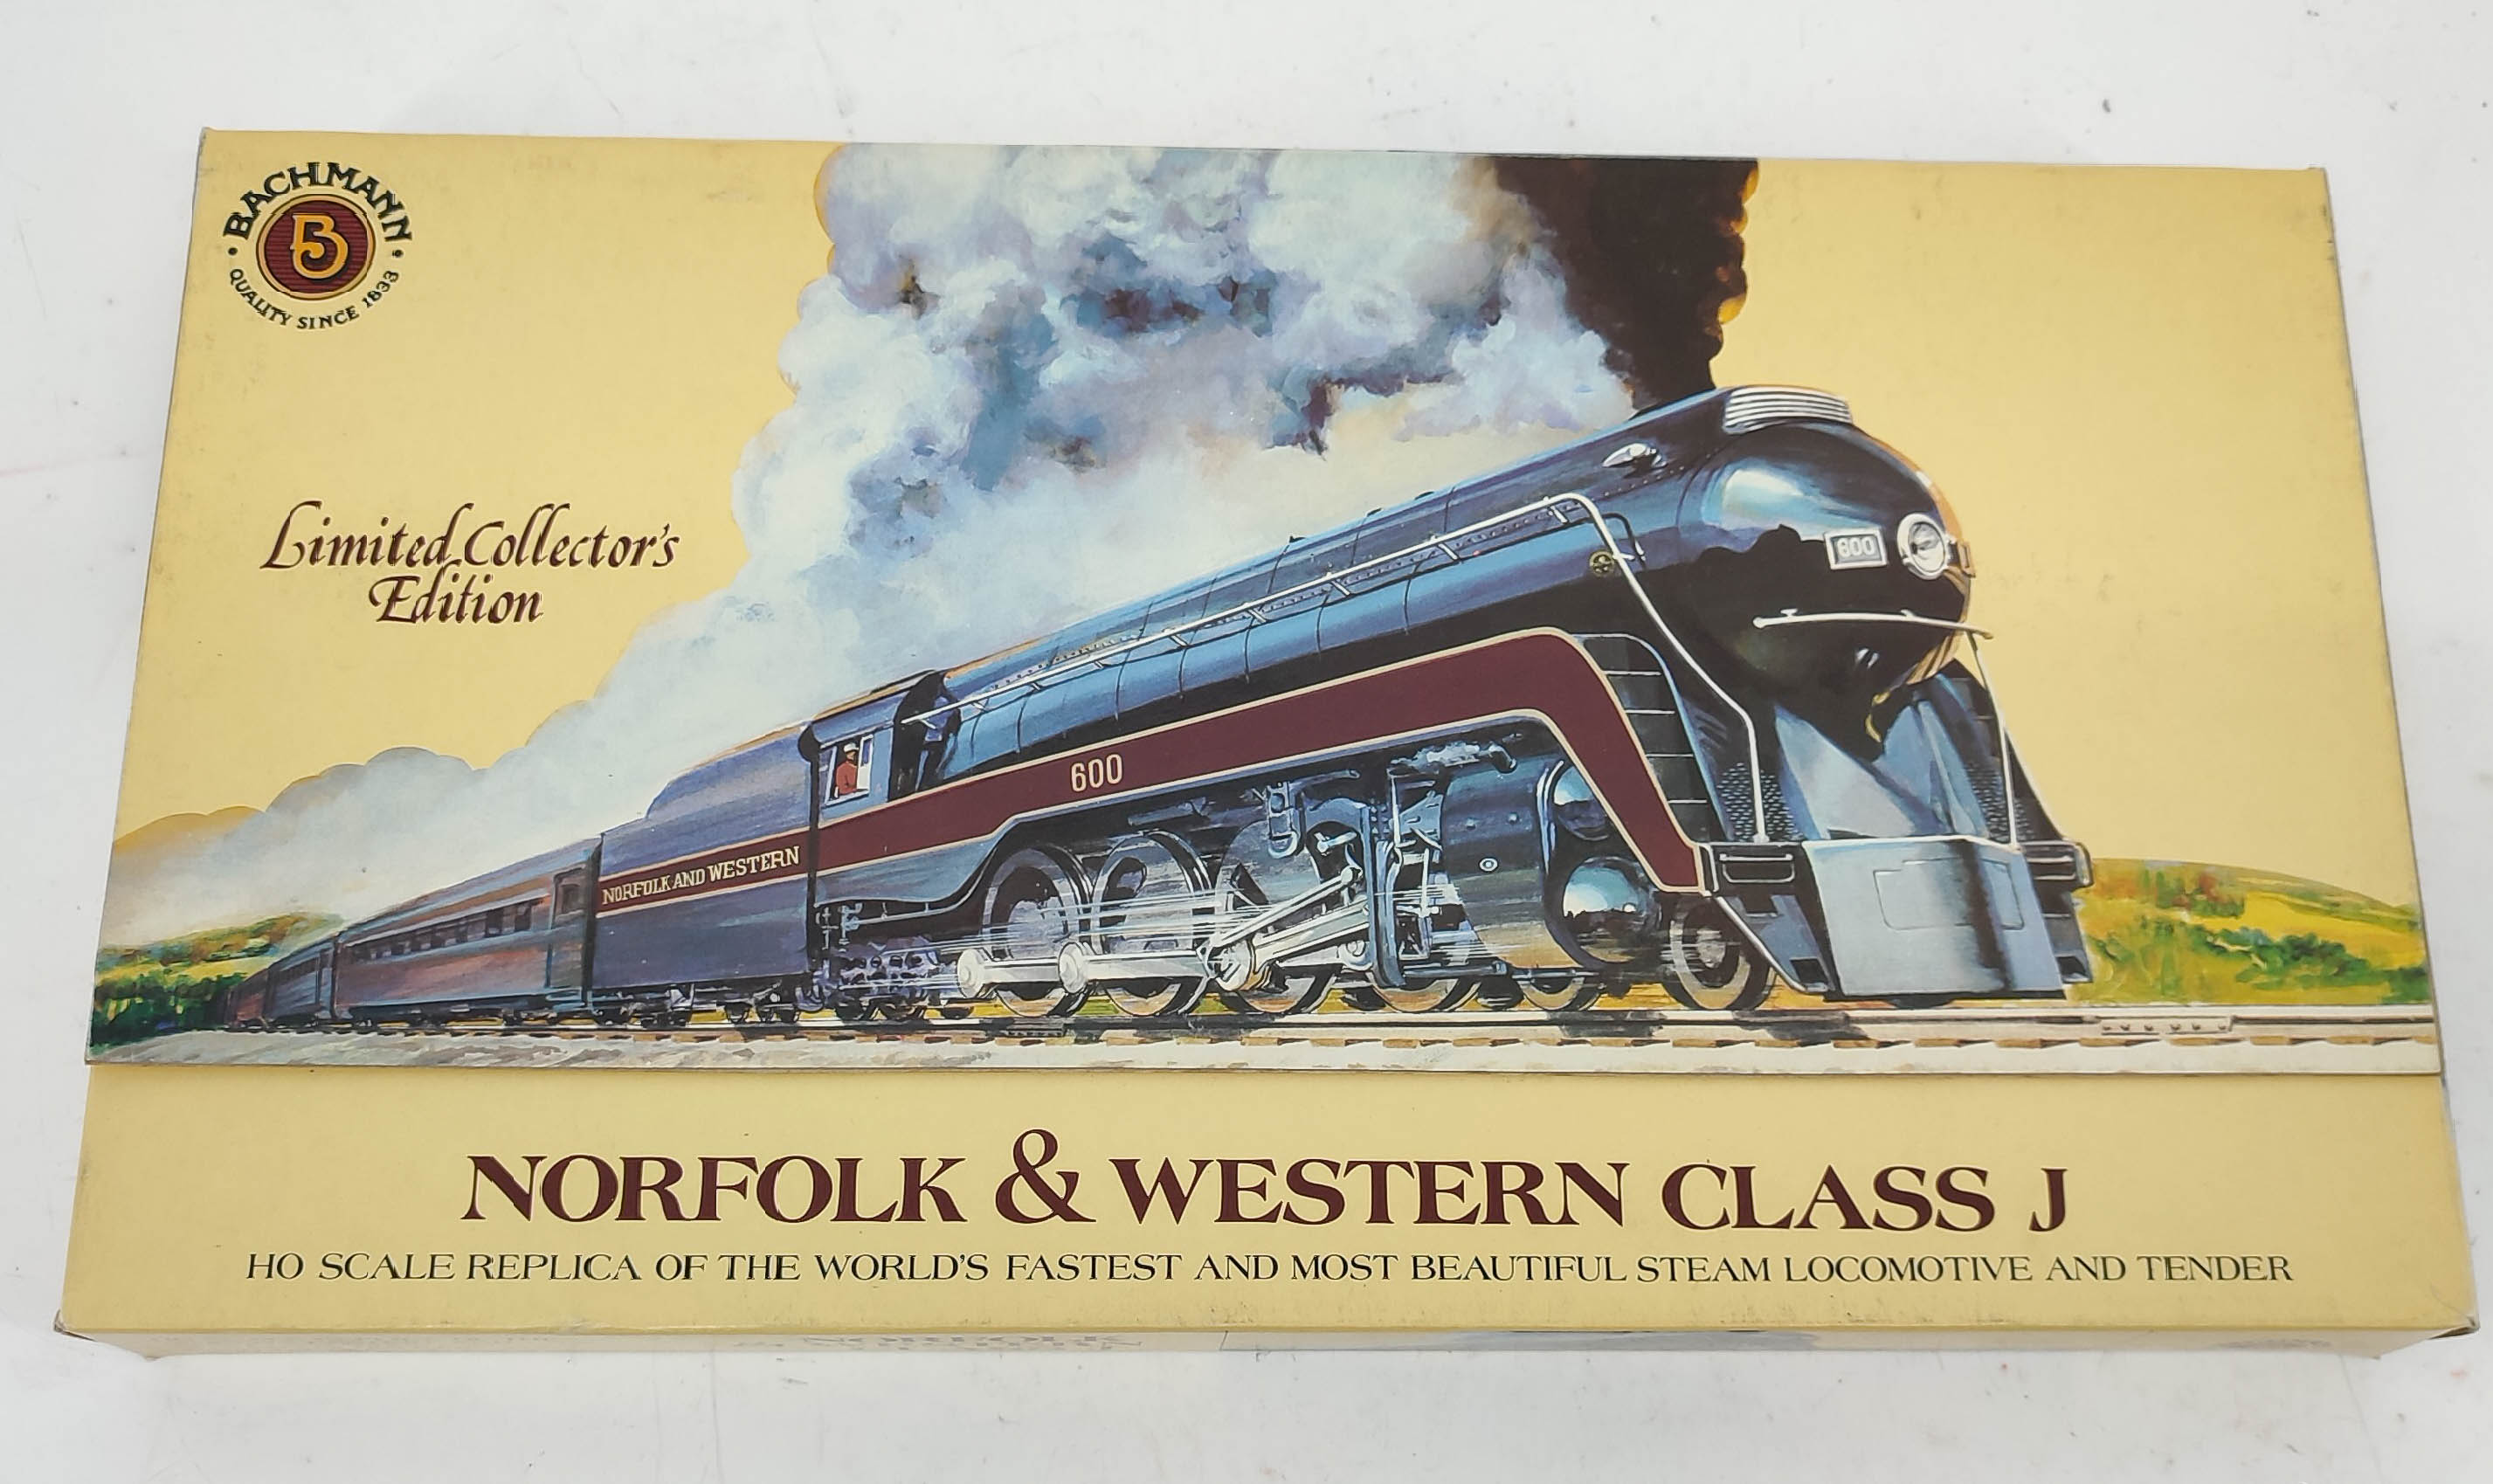 BACHMANN
B
• QUALITY SINCE 1833 •
Limited Collector's
Edition
600
600
NORFOLK AND WESTERN
NORFOLK & WESTERN CLASS J
HO SCALE REPLICA OF THE WORLD'S FASTEST AND MOST BEAUTIFUL STEAM LOCOMOTIVE AND TENDER